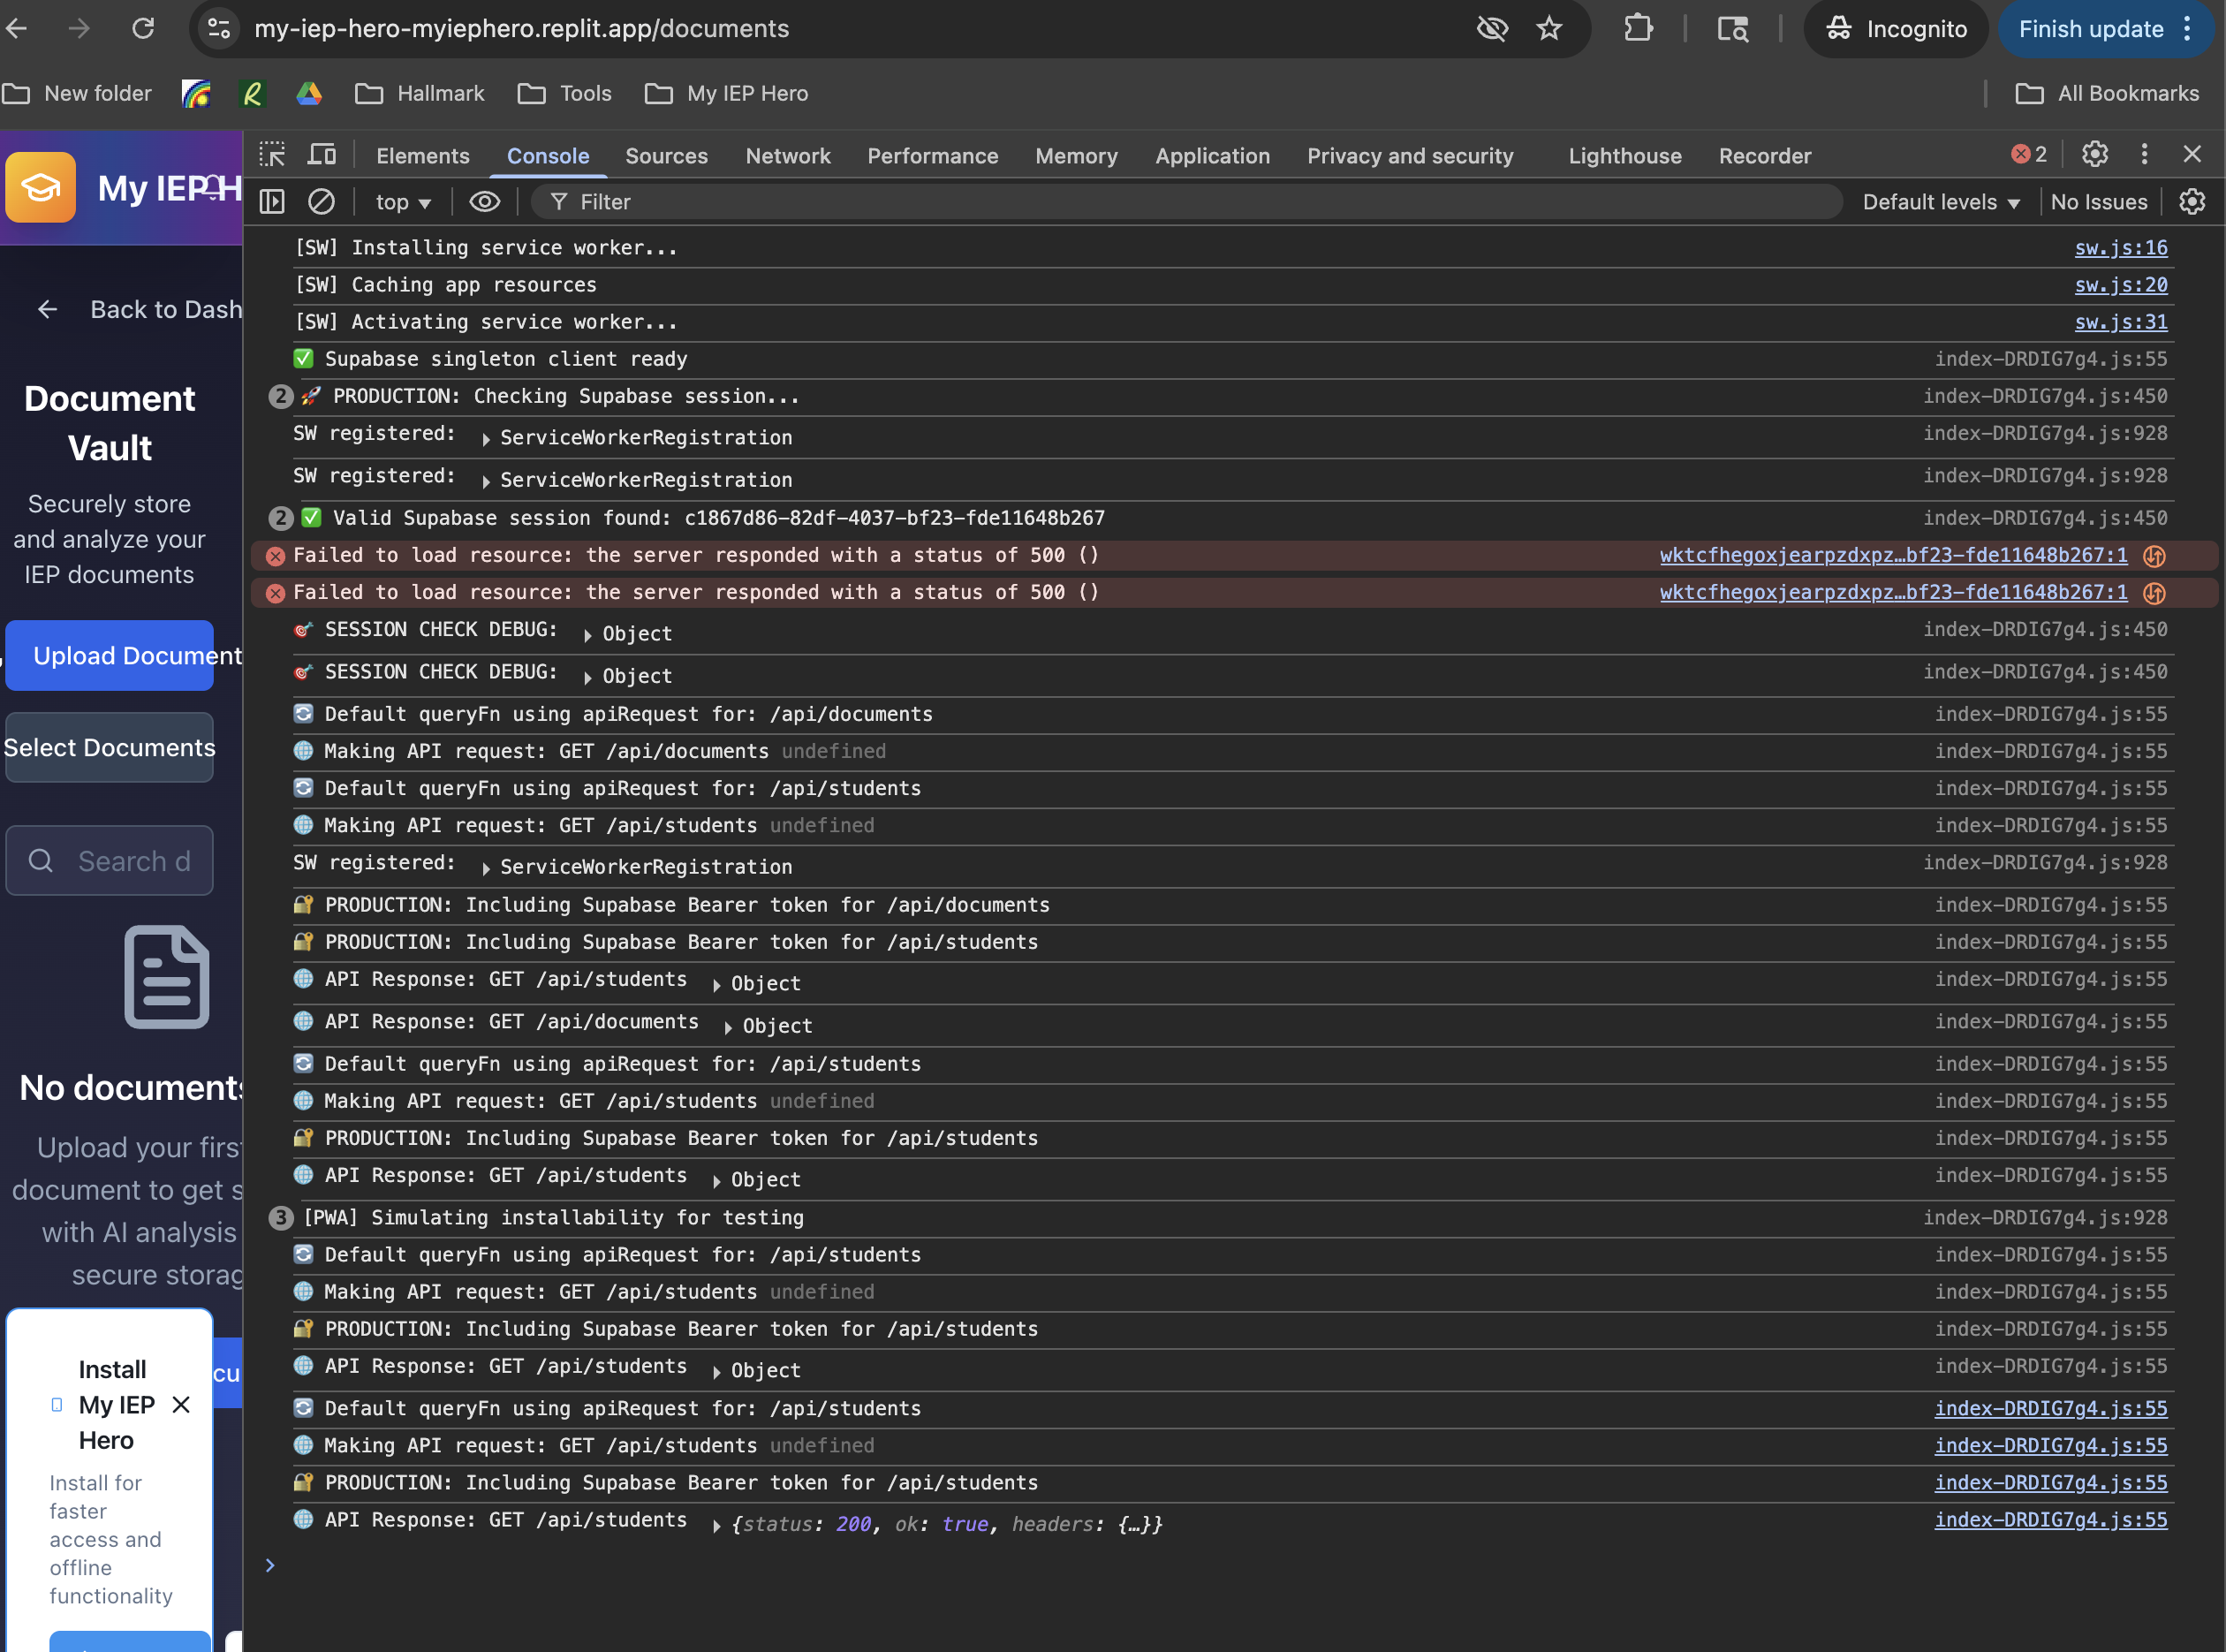 my-iep-hero-myiephero.replit.app/documents
Incognito
Finish update
New folder
Hallmark
Tools
My IEP Hero
All Bookmarks
My IEP H
Elements
Console
Sources
Network
Performance
Memory
Application
Privacy and security
Lighthouse
Recorder
2
top
Filter
Default levels
No Issues
Back to Dash
Document
Vault
Securely store
and analyze your
IEP documents
Upload Document
Select Documents
Search d
No documents
Upload your firs
document to get s
with AI analysis
secure storag
cu
Install
My IEP
Hero
Install for
faster
access and
offline
functionality
[SW] Installing service worker... sw.js:16
[SW] Caching app resources sw.js:20
[SW] Activating service worker... sw.js:31
✅ Supabase singleton client ready index-DRDIG7g4.js:55
2 🚀 PRODUCTION: Checking Supabase session... index-DRDIG7g4.js:450
SW registered: ▶ ServiceWorkerRegistration index-DRDIG7g4.js:928
SW registered: ▶ ServiceWorkerRegistration index-DRDIG7g4.js:928
2 ✅ Valid Supabase session found: c1867d86-82df-4037-bf23-fde11648b267 index-DRDIG7g4.js:450
Failed to load resource: the server responded with a status of 500 () wktcfhegoxjearpzdxpz…bf23-fde11648b267:1
Failed to load resource: the server responded with a status of 500 () wktcfhegoxjearpzdxpz…bf23-fde11648b267:1
🎯 SESSION CHECK DEBUG: ▶ Object index-DRDIG7g4.js:450
🎯 SESSION CHECK DEBUG: ▶ Object index-DRDIG7g4.js:450
🔄 Default queryFn using apiRequest for: /api/documents index-DRDIG7g4.js:55
🌐 Making API request: GET /api/documents undefined index-DRDIG7g4.js:55
🔄 Default queryFn using apiRequest for: /api/students index-DRDIG7g4.js:55
🌐 Making API request: GET /api/students undefined index-DRDIG7g4.js:55
SW registered: ▶ ServiceWorkerRegistration index-DRDIG7g4.js:928
🔐 PRODUCTION: Including Supabase Bearer token for /api/documents index-DRDIG7g4.js:55
🔐 PRODUCTION: Including Supabase Bearer token for /api/students index-DRDIG7g4.js:55
🌐 API Response: GET /api/students ▶ Object index-DRDIG7g4.js:55
🌐 API Response: GET /api/documents ▶ Object index-DRDIG7g4.js:55
🔄 Default queryFn using apiRequest for: /api/students index-DRDIG7g4.js:55
🌐 Making API request: GET /api/students undefined index-DRDIG7g4.js:55
🔐 PRODUCTION: Including Supabase Bearer token for /api/students index-DRDIG7g4.js:55
🌐 API Response: GET /api/students ▶ Object index-DRDIG7g4.js:55
3 [PWA] Simulating installability for testing index-DRDIG7g4.js:928
🔄 Default queryFn using apiRequest for: /api/students index-DRDIG7g4.js:55
🌐 Making API request: GET /api/students undefined index-DRDIG7g4.js:55
🔐 PRODUCTION: Including Supabase Bearer token for /api/students index-DRDIG7g4.js:55
🌐 API Response: GET /api/students ▶ Object index-DRDIG7g4.js:55
🔄 Default queryFn using apiRequest for: /api/students index-DRDIG7g4.js:55
🌐 Making API request: GET /api/students undefined index-DRDIG7g4.js:55
🔐 PRODUCTION: Including Supabase Bearer token for /api/students index-DRDIG7g4.js:55
🌐 API Response: GET /api/students ▶ {status: 200, ok: true, headers: {…}} index-DRDIG7g4.js:55